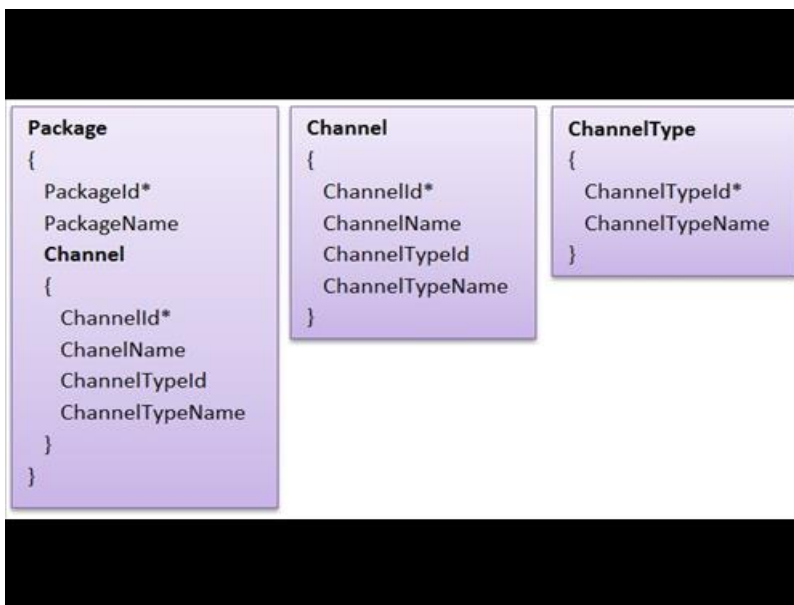 Package
{
PackageId*
PackageName
Channel
{
ChannelId*
ChanelName
ChannelTypeId
ChannelTypeName
}
}
Channel
{
ChannelId*
ChannelName
ChannelTypeId
ChannelTypeName
}
ChannelType
{
ChannelTypeId*
ChannelTypeName
}